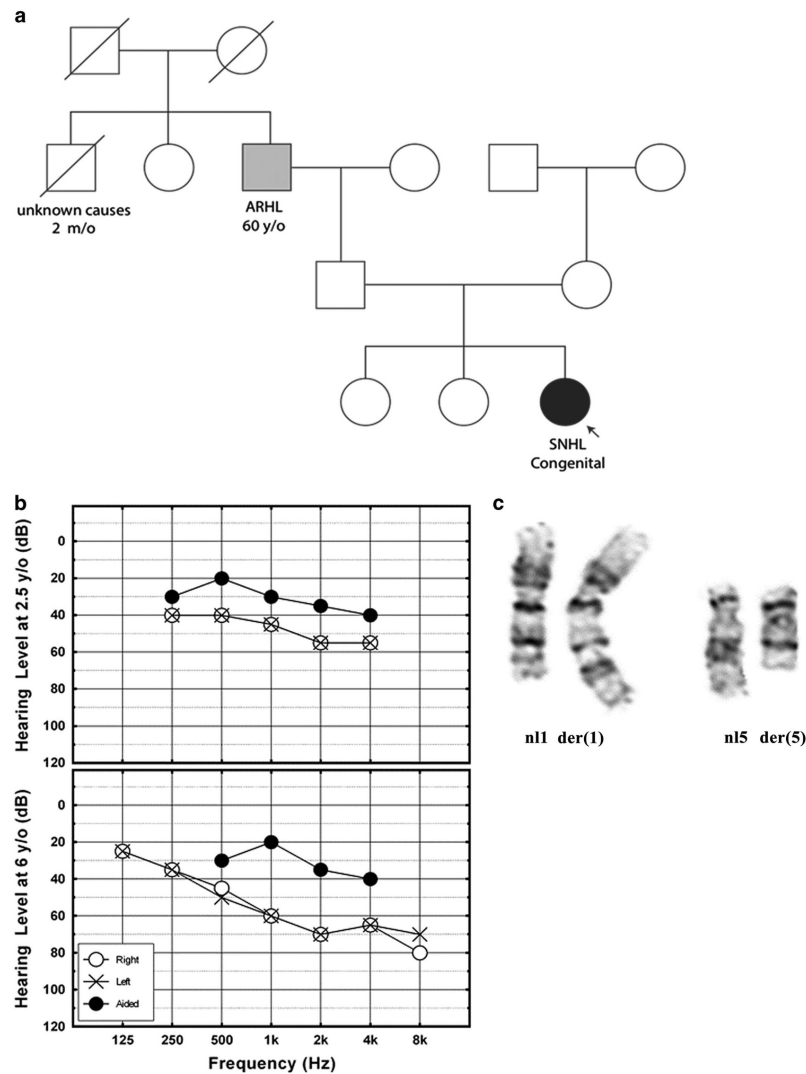 a
unknown causes
2 m/o
ARHL
60 y/o
SNHL
Congenital
b
Hearing Level at 2.5 y/o (dB)
0
20
40
60
80
100
120
Hearing Level at 6 y/o (dB)
0
20
40
60
80
100
120
Right
Left
Aided
125 250 500 1k 2k 4k 8k
Frequency (Hz)
c
nl1 der(1) nl5 der(5)